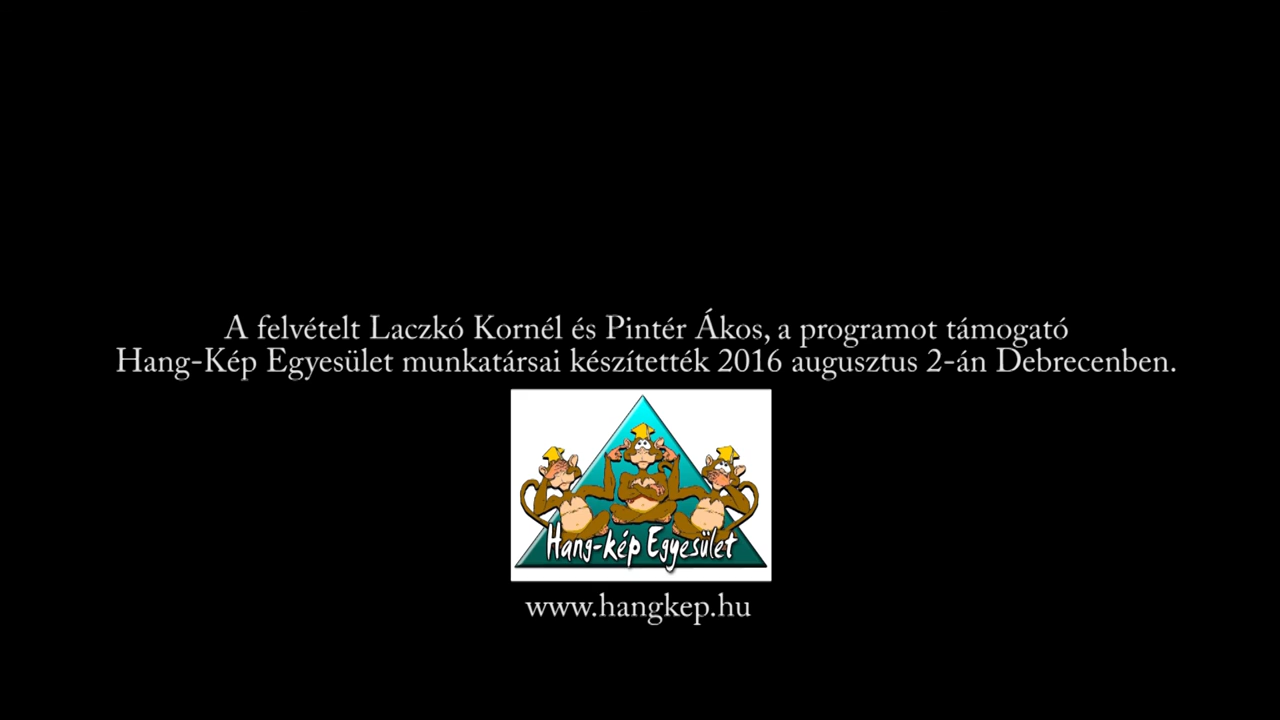 A felvételt Laczkó Kornél és Pintér Ákos, a programot támogató
Hang-Kép Egyesület munkatársai készítették 2016 augusztus 2-án Debrecenben.
Hang-kép Egyesület
www.hangkep.hu